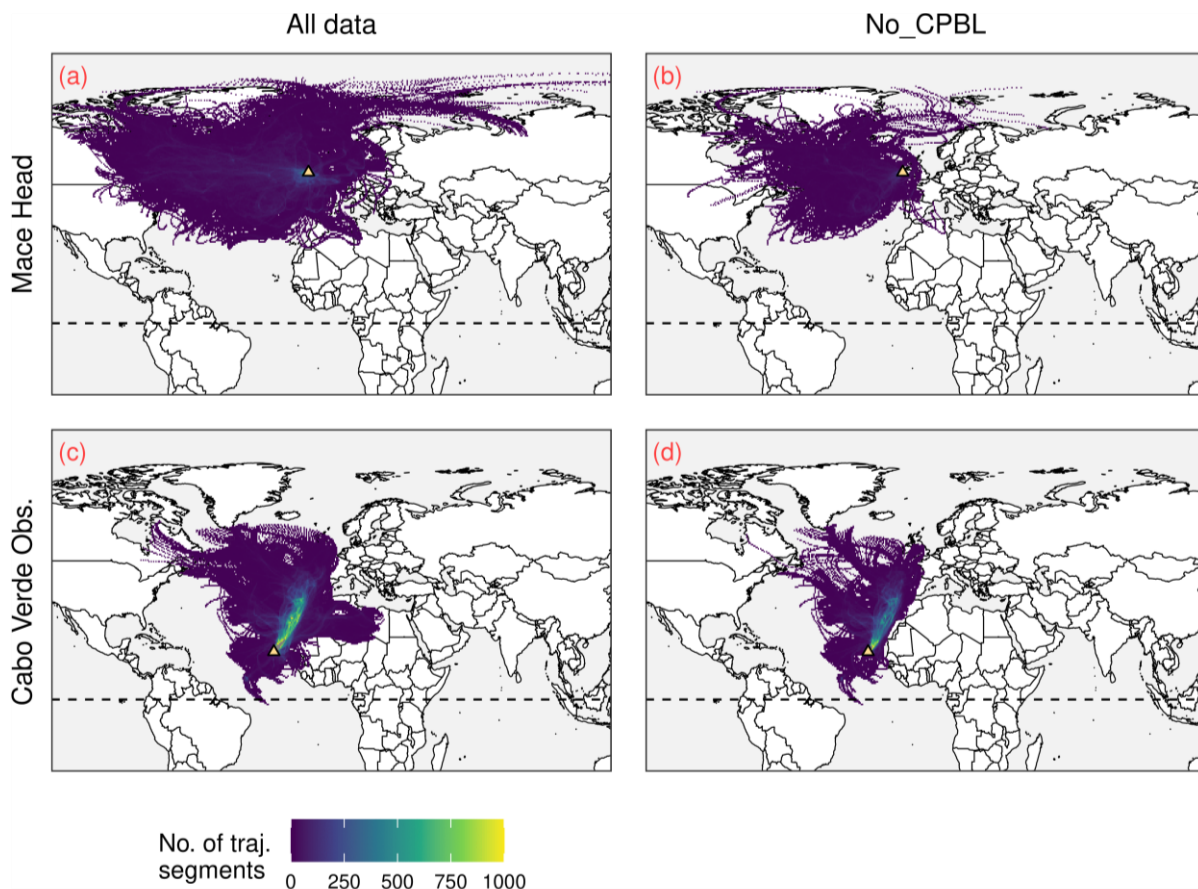 All data
No_CPBL
Mace Head
(a)
(b)
Cabo Verde Obs.
(c)
(d)
No. of traj.
segments
0 250 500 750 1000